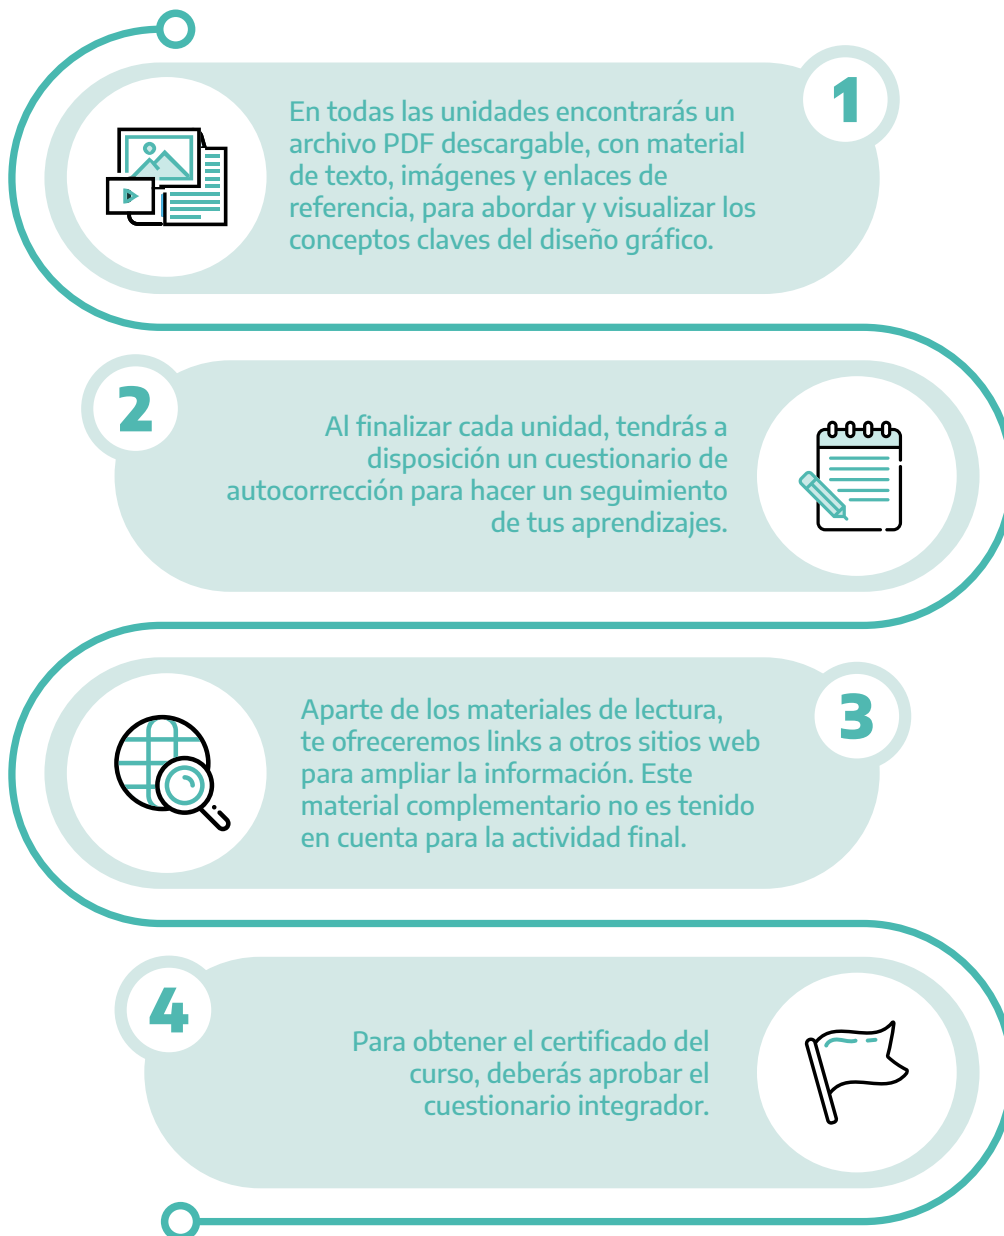 1
En todas las unidades encontrarás un
archivo PDF descargable, con material
de texto, imágenes y enlaces de
referencia, para abordar y visualizar los
conceptos claves del diseño gráfico.
2
Al finalizar cada unidad, tendrás a
disposición un cuestionario de
autocorrección para hacer un seguimiento
de tus aprendizajes.
3
Aparte de los materiales de lectura,
te ofreceremos links a otros sitios web
para ampliar la información. Este
material complementario no es tenido
en cuenta para la actividad final.
4
Para obtener el certificado del
curso, deberás aprobar el
cuestionario integrador.